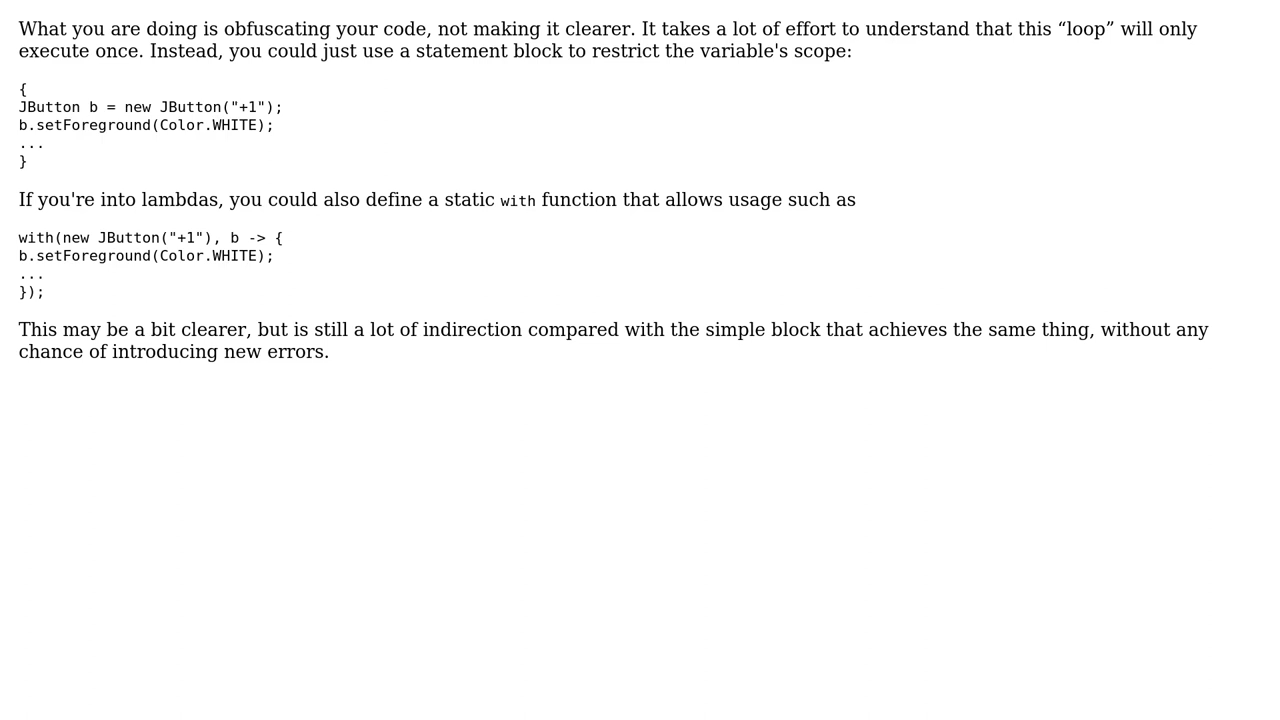 What you are doing is obfuscating your code, not making it clearer. It takes a lot of effort to understand that this “loop” will only
execute once. Instead, you could just use a statement block to restrict the variable's scope:
{
JButton b = new JButton("+1");
b.setForeground(Color.WHITE);
...
}
If you're into lambdas, you could also define a static with function that allows usage such as
with(new JButton("+1"), b -> {
b.setForeground(Color.WHITE);
...
});
This may be a bit clearer, but is still a lot of indirection compared with the simple block that achieves the same thing, without any
chance of introducing new errors.